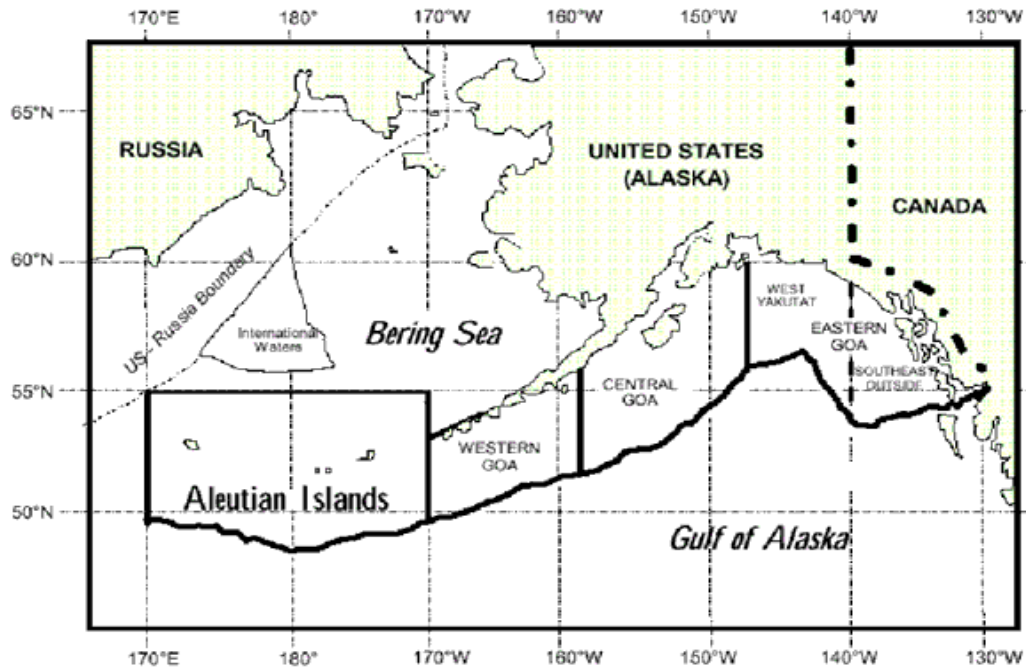 170°E 180° 170°W 160°W 150°W 140°W 130°W
65°N
RUSSIA
UNITED STATES
(ALASKA)
CANADA
60°N
US - Russia Boundary
International
Waters
Bering Sea
WEST
YAKUTAT
EASTERN
GOA
SOUTHEAST
OUTSIDE
55°N
CENTRAL
GOA
WESTERN
GOA
Aleutian Islands
50°N
Gulf of Alaska
170°E 180° 170°W 160°W 150°W 140°W 130°W